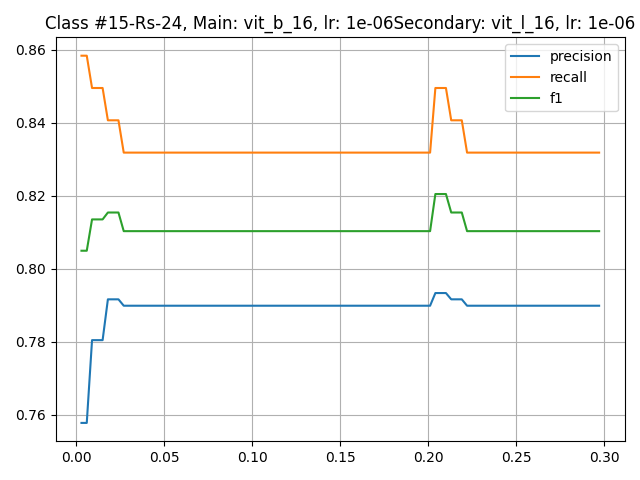 Class #15-Rs-24, Main: vit_b_16, lr: 1e-06Secondary: vit_l_16, lr: 1e-06
precision
recall
f1
0.86
0.84
0.82
0.80
0.78
0.76
0.00 0.05 0.10 0.15 0.20 0.25 0.30